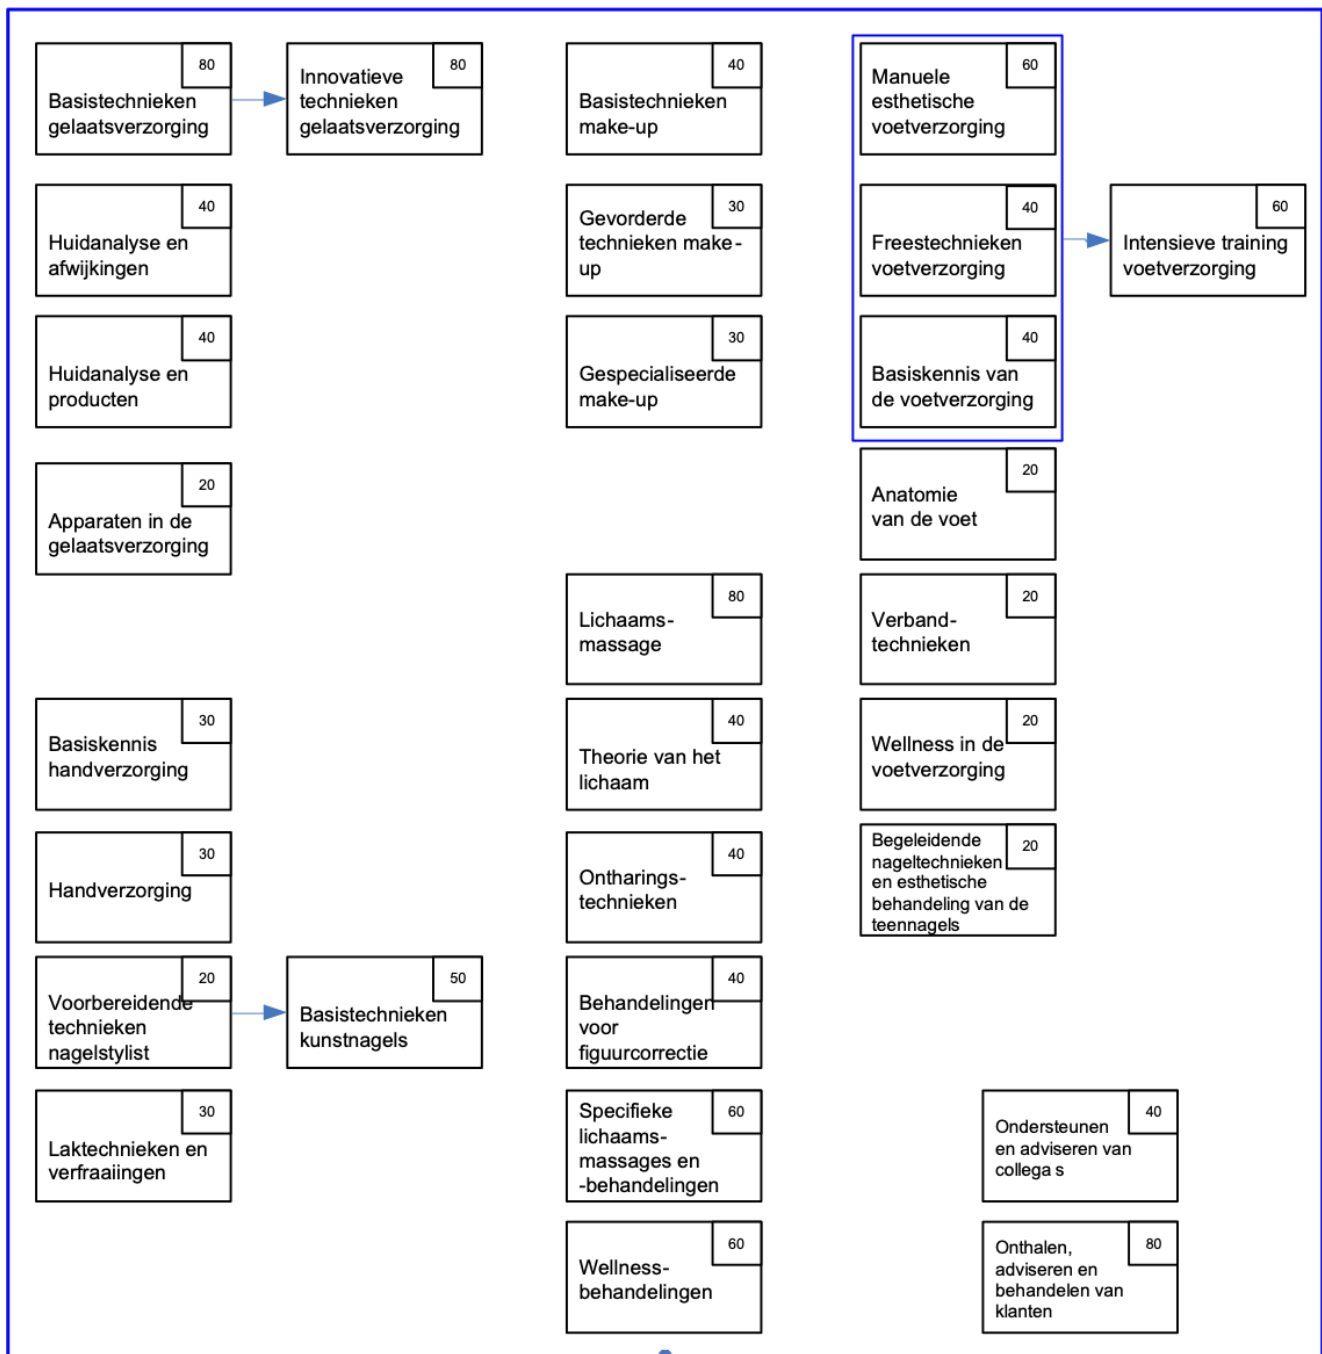 80
Basistechnieken
gelaatsverzorging
80
Innovatieve
technieken
gelaatsverzorging
40
Basistechnieken
make-up
60
Manuele
esthetische
voetverzorging
40
Huidanalyse en
afwijkingen
30
Gevorderde
technieken make-
up
40
Freestechnieken
voetverzorging
60
Intensieve training
voetverzorging
40
Huidanalyse en
producten
30
Gespecialiseerde
make-up
40
Basiskennis van
de voetverzorging
20
Apparaten in de
gelaatsverzorging
20
Anatomie
van de voet
80
Lichaams-
massage
20
Verband-
technieken
30
Basiskennis
handverzorging
40
Theorie van het
lichaam
20
Wellness in de
voetverzorging
30
Handverzorging
40
Ontharings-
technieken
20
Begeleidende
nageltechnieken
en esthetische
behandeling van de
teennagels
20
Voorbereidende
technieken
nagelstylist
50
Basistechnieken
kunstnagels
40
Behandelingen
voor
figuurcorrectie
30
Laktechnieken en
verfraaiingen
60
Specifieke
lichaams-
massages en
-behandelingen
40
Ondersteunen
en adviseren van
collega s
60
Wellness-
behandelingen
80
Onthalen,
adviseren en
behandelen van
klanten